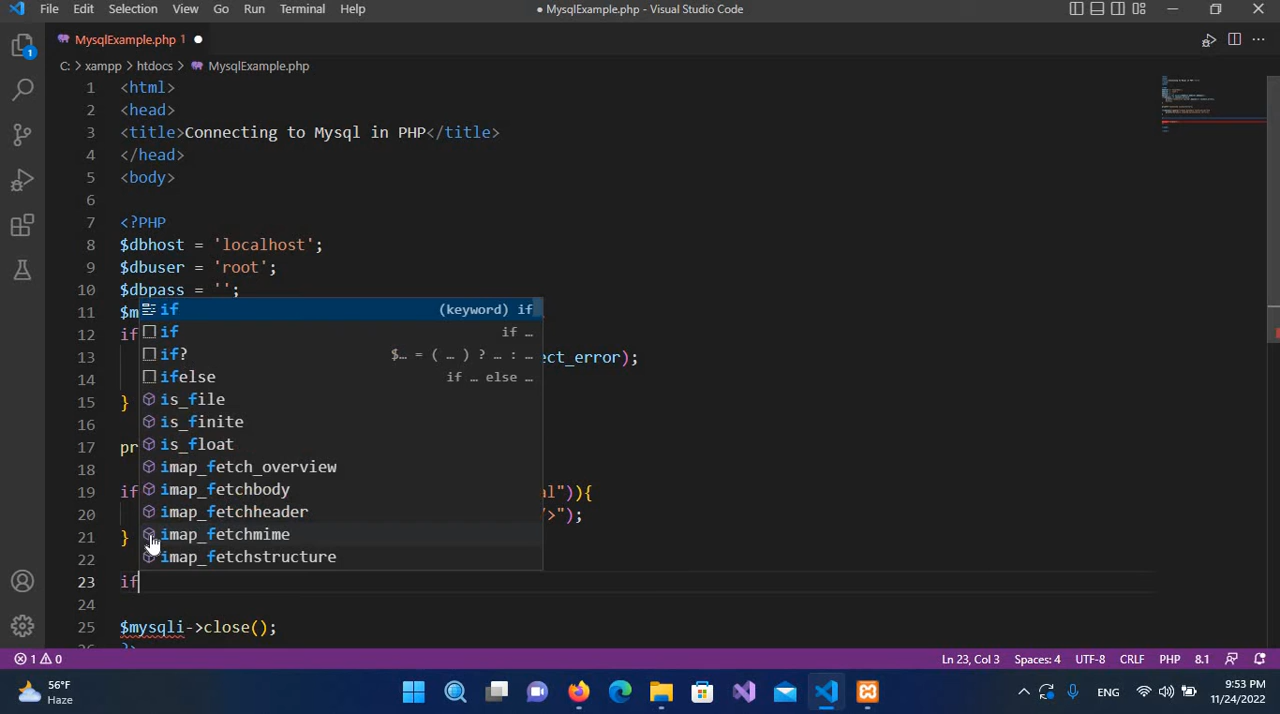 File Edit Selection View Go Run Terminal Help
● MysqlExample.php - Visual Studio Code
MysqlExample.php 1 ●
C: > xampp > htdocs > MysqlExample.php
1 <html>
2 <head>
3 <title>Connecting to Mysql in PHP</title>
4 </head>
5 <body>
6
7 <?PHP
8 $dbhost = 'localhost';
9 $dbuser = 'root';
10 $dbpass = '';
11 $m
12 if
13 ect_error);
14
15 }
16
17 pr
18
19 if al")){
20 />");
21 }
22
23 if
24
25 $mysqli->close();
if (keyword) if
if if …
if? $… = ( … ) ? … : …
ifelse if … else …
is_file
is_finite
is_float
imap_fetch_overview
imap_fetchbody
imap_fetchheader
imap_fetchmime
imap_fetchstructure
1 0
Ln 23, Col 3 Spaces: 4 UTF-8 CRLF PHP 8.1
1
56°F
Haze
ENG
9:53 PM
11/24/2022